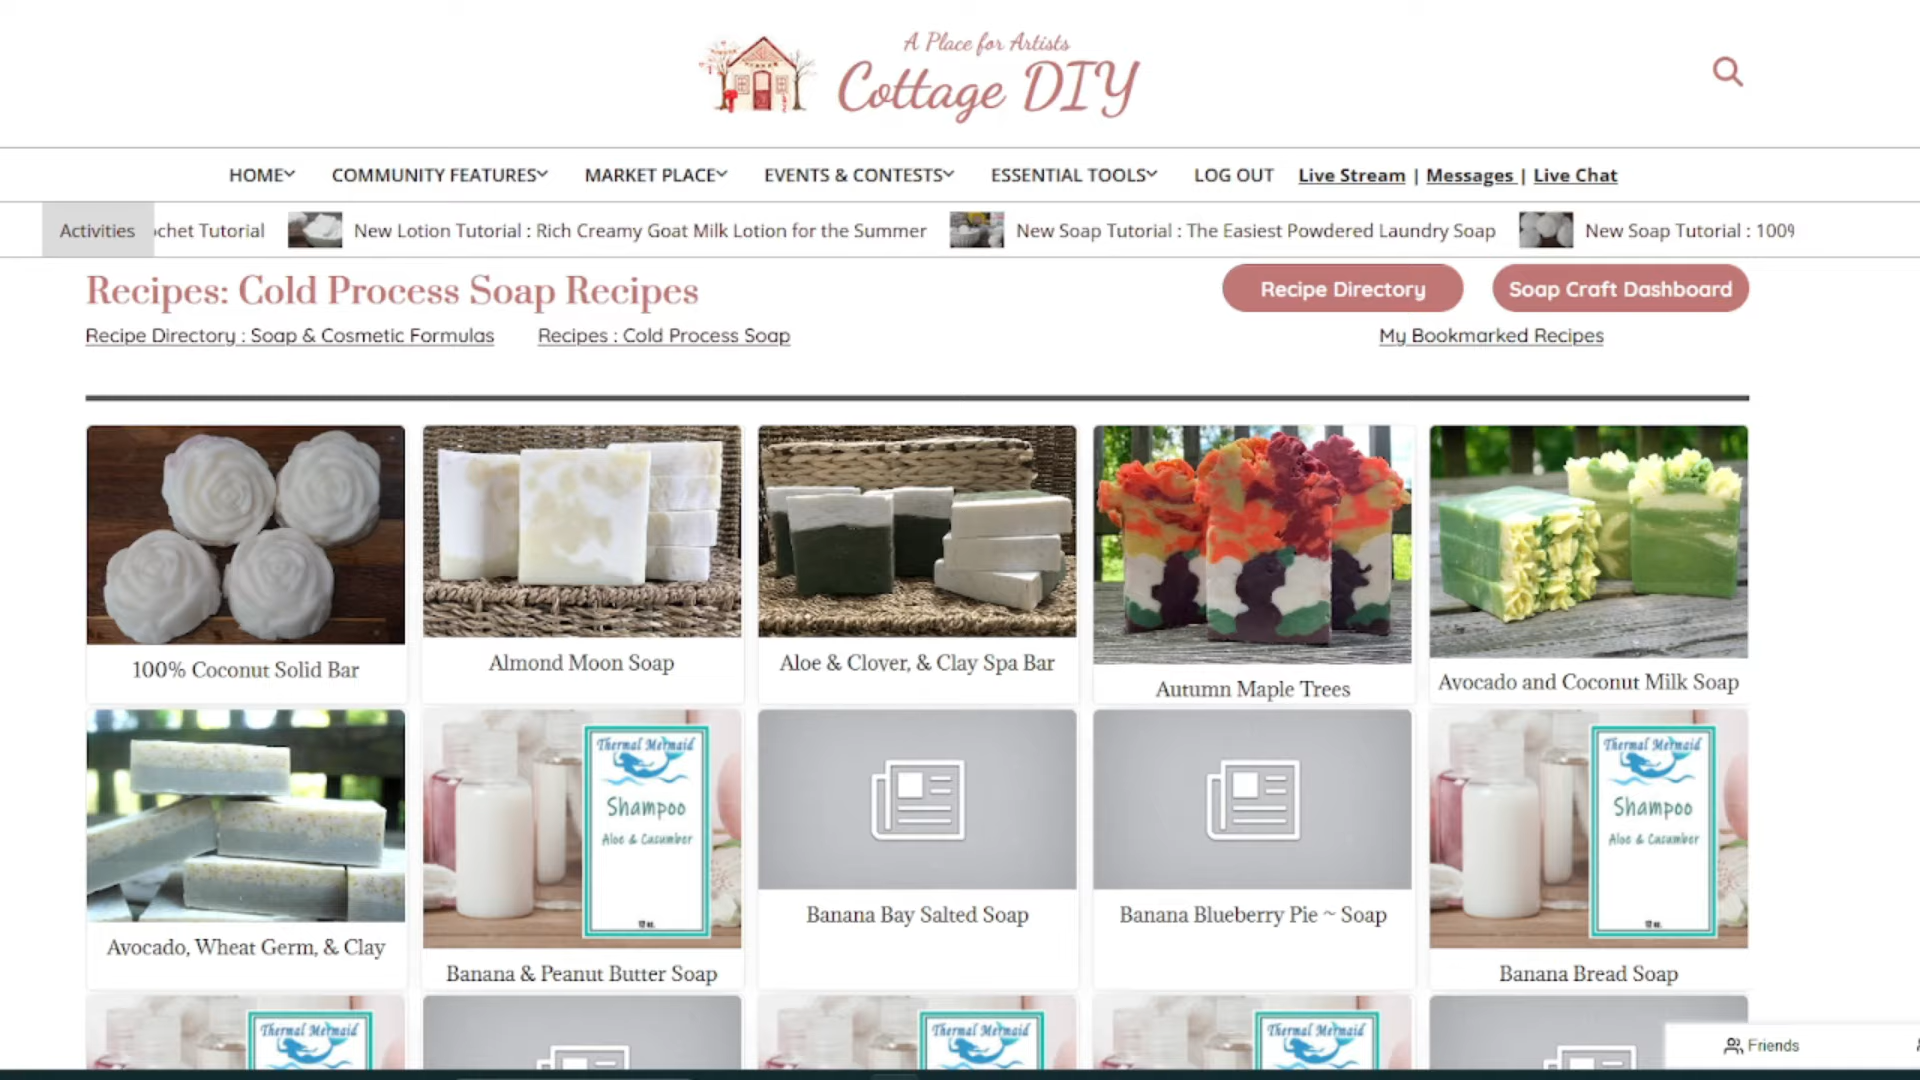 A Place for Artists
Cottage DIY
HOME COMMUNITY FEATURES MARKET PLACE EVENTS & CONTESTS ESSENTIAL TOOLS LOG OUT Live Stream | Messages | Live Chat
Activities ochet Tutorial New Lotion Tutorial : Rich Creamy Goat Milk Lotion for the Summer New Soap Tutorial : The Easiest Powdered Laundry Soap New Soap Tutorial : 100%
Recipes: Cold Process Soap Recipes
Recipe Directory Soap Craft Dashboard
Recipe Directory : Soap & Cosmetic Formulas Recipes : Cold Process Soap My Bookmarked Recipes
100% Coconut Solid Bar
Almond Moon Soap
Aloe & Clover, & Clay Spa Bar
Autumn Maple Trees
Avocado and Coconut Milk Soap
Avocado, Wheat Germ, & Clay
Thermal Mermaid
Shampoo
Aloe & Cucumber
12 oz.
Banana & Peanut Butter Soap
Banana Bay Salted Soap
Banana Blueberry Pie ~ Soap
Thermal Mermaid
Shampoo
Aloe & Cucumber
12 oz.
Banana Bread Soap
Thermal Mermaid
Thermal Mermaid
Thermal Mermaid
Friends